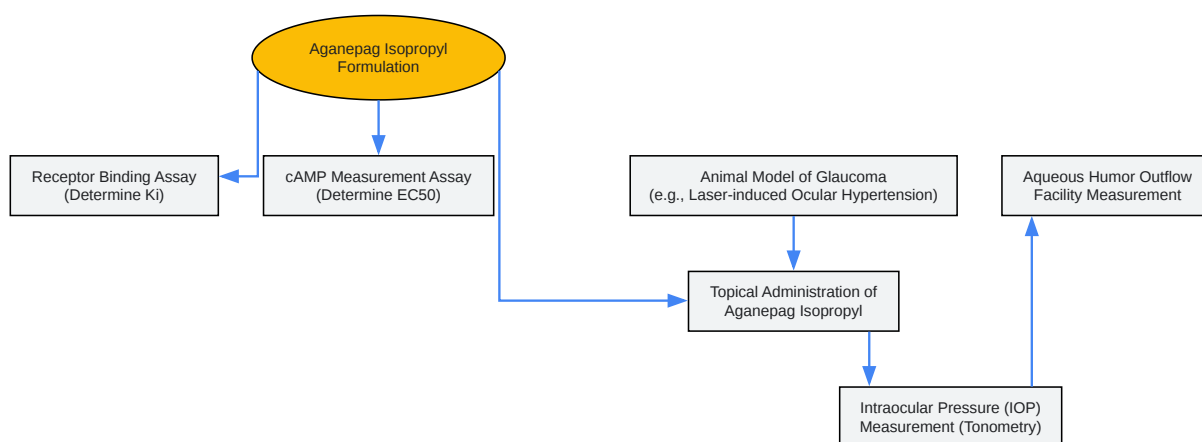 Aganepag Isopropyl
Formulation
Receptor Binding Assay
(Determine Ki)
cAMP Measurement Assay
(Determine EC50)
Animal Model of Glaucoma
(e.g., Laser-induced Ocular Hypertension)
Aqueous Humor Outflow
Facility Measurement
Topical Administration of
Aganepag Isopropyl
Intraocular Pressure (IOP)
Measurement (Tonometry)